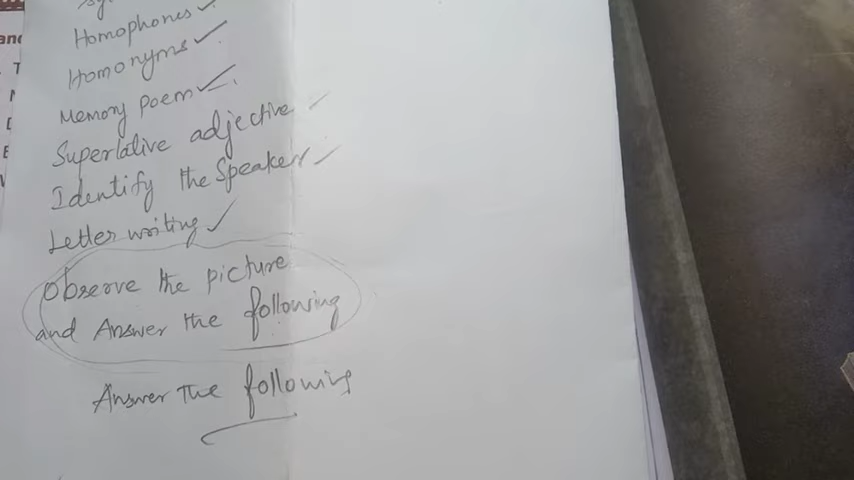 Homophones ✓
Homonyms ✓
Memory poem ✓
Superlative adjective ✓
Identify the Speaker ✓
Letter writing ✓
Observe the picture
and Answer the following
Answer the following